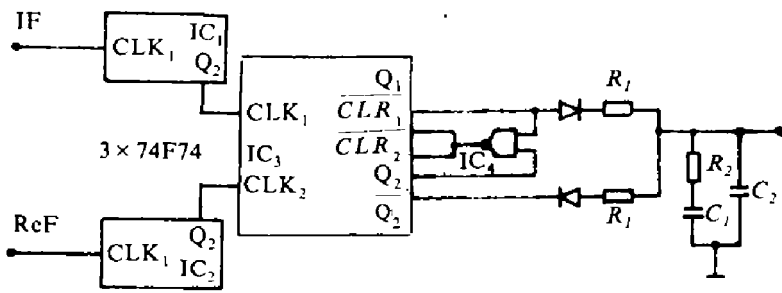 IF
CLK₁
IC₁
Q₂
3 × 74F74
CLK₁
IC₃
CLK₂
Q₁
CLR₁
CLR₂
Q₂
Q₂
IC₄
R₁
R₁
R₂
C₁
C₂
ReF
CLK₁
Q₂
IC₂